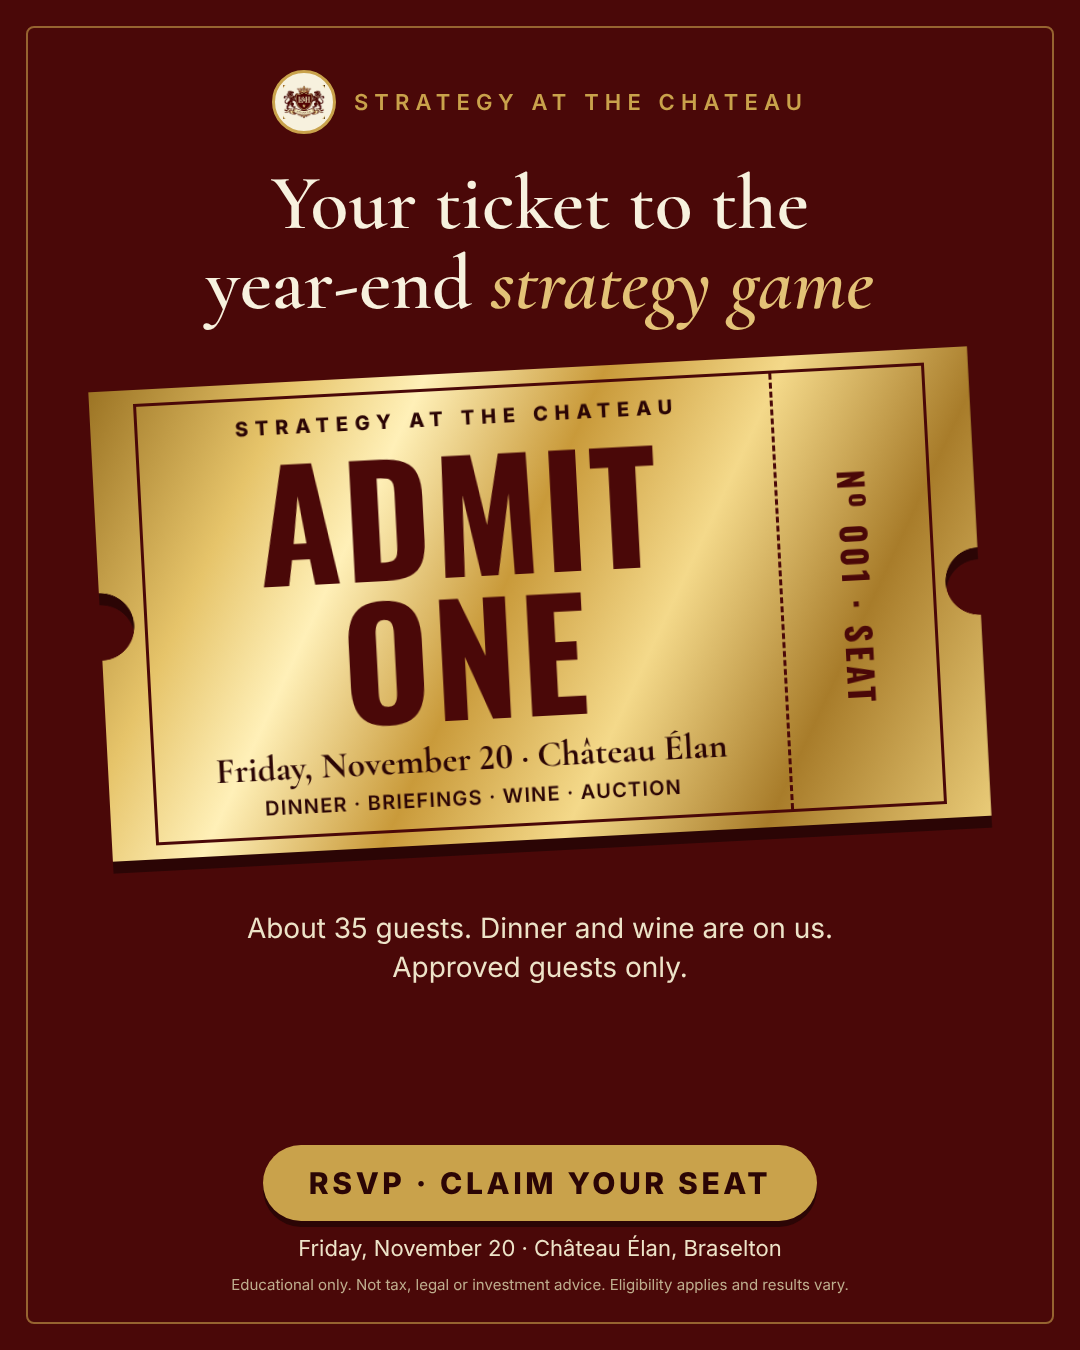 STRATEGY AT THE CHATEAU
Your ticket to the
year-end strategy game
STRATEGY AT THE CHATEAU
ADMIT
ONE
Friday, November 20 · Château Élan
DINNER · BRIEFINGS · WINE · AUCTION
Nº 001 · SEAT
About 35 guests. Dinner and wine are on us.
Approved guests only.
RSVP · CLAIM YOUR SEAT
Friday, November 20 · Château Élan, Braselton
Educational only. Not tax, legal or investment advice. Eligibility applies and results vary.